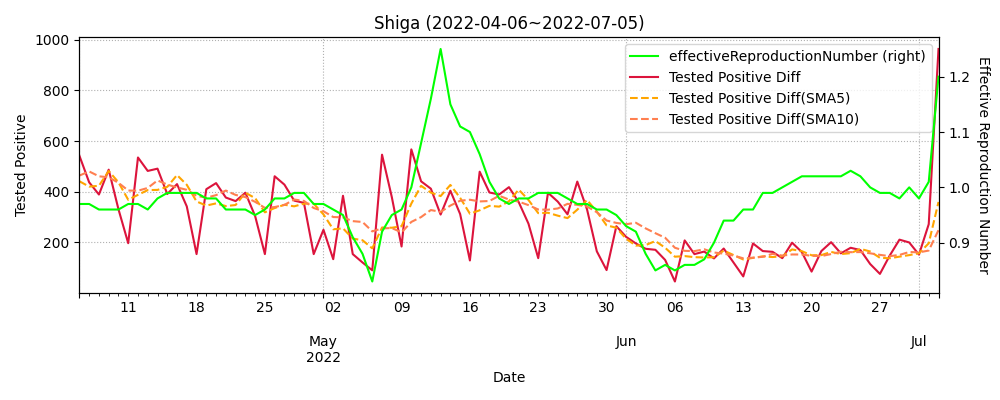 Shiga (2022-04-06~2022-07-05)
effectiveReproductionNumber (right)
Tested Positive Diff
Tested Positive Diff(SMA5)
Tested Positive Diff(SMA10)
Tested Positive
1000
800
600
400
200
Effective Reproduction Number
1.2
1.1
1.0
0.9
11 18 25 02 09 16 23 30 06 13 20 27
May Jun Jul
2022
Date